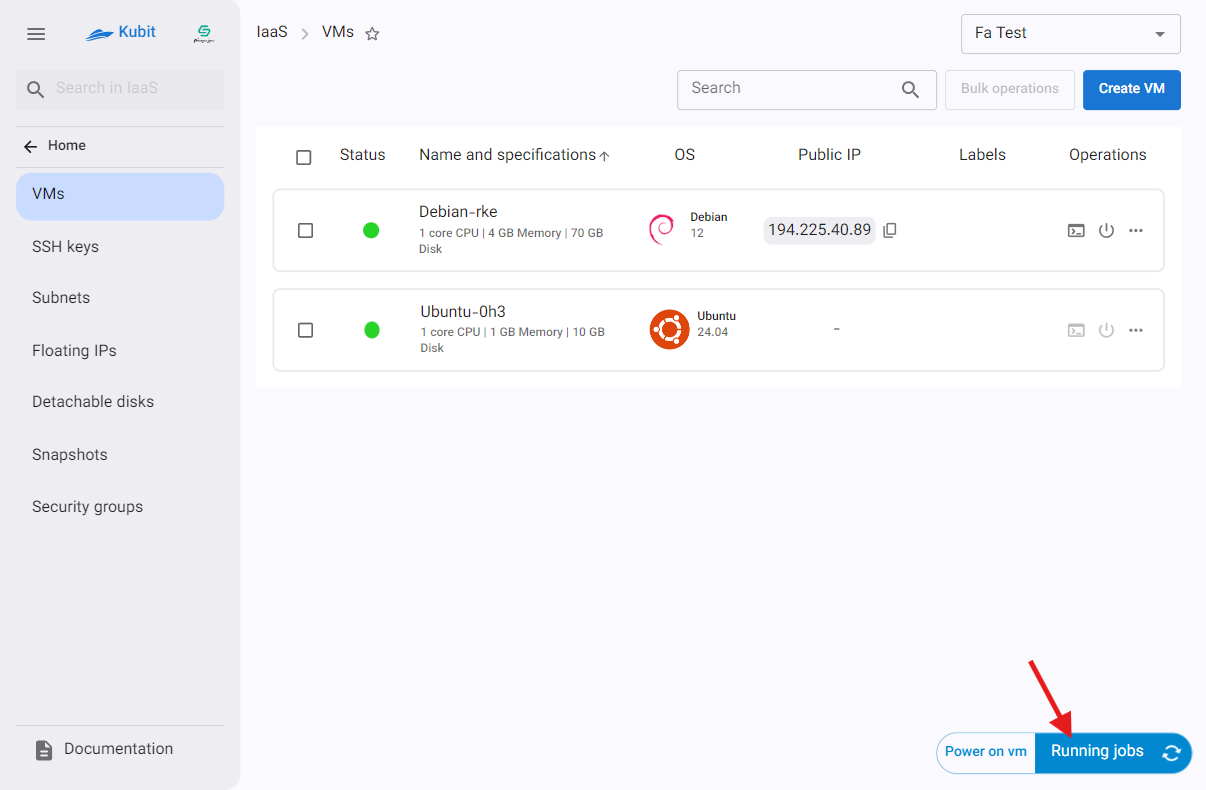 Kubit
Search in IaaS
Home
VMs
SSH keys
Subnets
Floating IPs
Detachable disks
Snapshots
Security groups
Documentation
IaaS
VMs
Fa Test
Search
Bulk operations
Create VM
Status
Name and specifications
OS
Public IP
Labels
Operations
Debian-rke
1 core CPU | 4 GB Memory | 70 GB
Disk
Debian
12
194.225.40.89
Ubuntu-0h3
1 core CPU | 1 GB Memory | 10 GB
Disk
Ubuntu
24.04
-
Power on vm
Running jobs